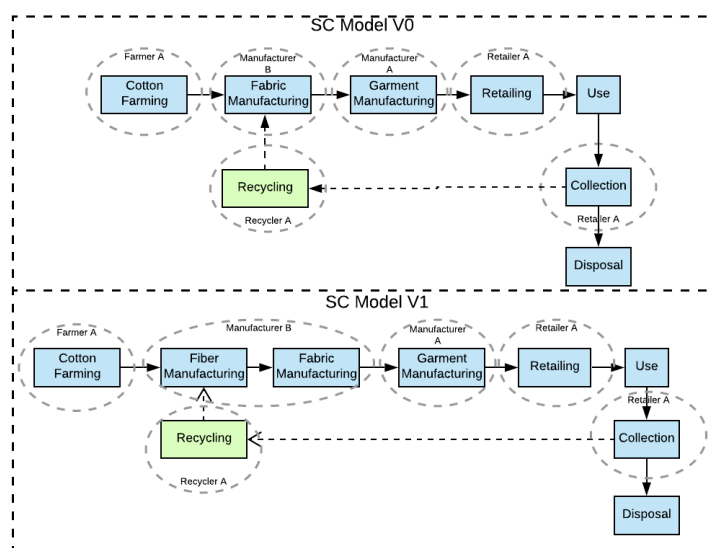 SC Model V0
Farmer A
Manufacturer
B
Manufacturer
A
Retailer A
Cotton
Farming
Fabric
Manufacturing
Garment
Manufacturing
Retailing
Use
Recycling
Recycler A
Collection
Retailer A
Disposal
SC Model V1
Farmer A
Manufacturer B
Manufacturer
A
Retailer A
Cotton
Farming
Fiber
Manufacturing
Fabric
Manufacturing
Garment
Manufacturing
Retailing
Use
Retailer A
Recycling
Recycler A
Collection
Disposal